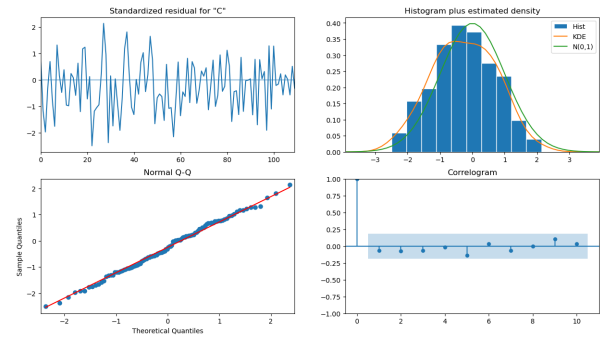 Standardized residual for "C"
2
1
0
−1
−2
0 20 40 60 80 100
Histogram plus estimated density
0.40
0.35
0.30
0.25
0.20
0.15
0.10
0.05
0.00
Hist
KDE
N(0,1)
−3 −2 −1 0 1 2 3
Normal Q-Q
Sample Quantiles
2
1
0
−1
−2
−2 −1 0 1 2
Theoretical Quantiles
Correlogram
1.00
0.75
0.50
0.25
0.00
−0.25
−0.50
−0.75
−1.00
0 2 4 6 8 10